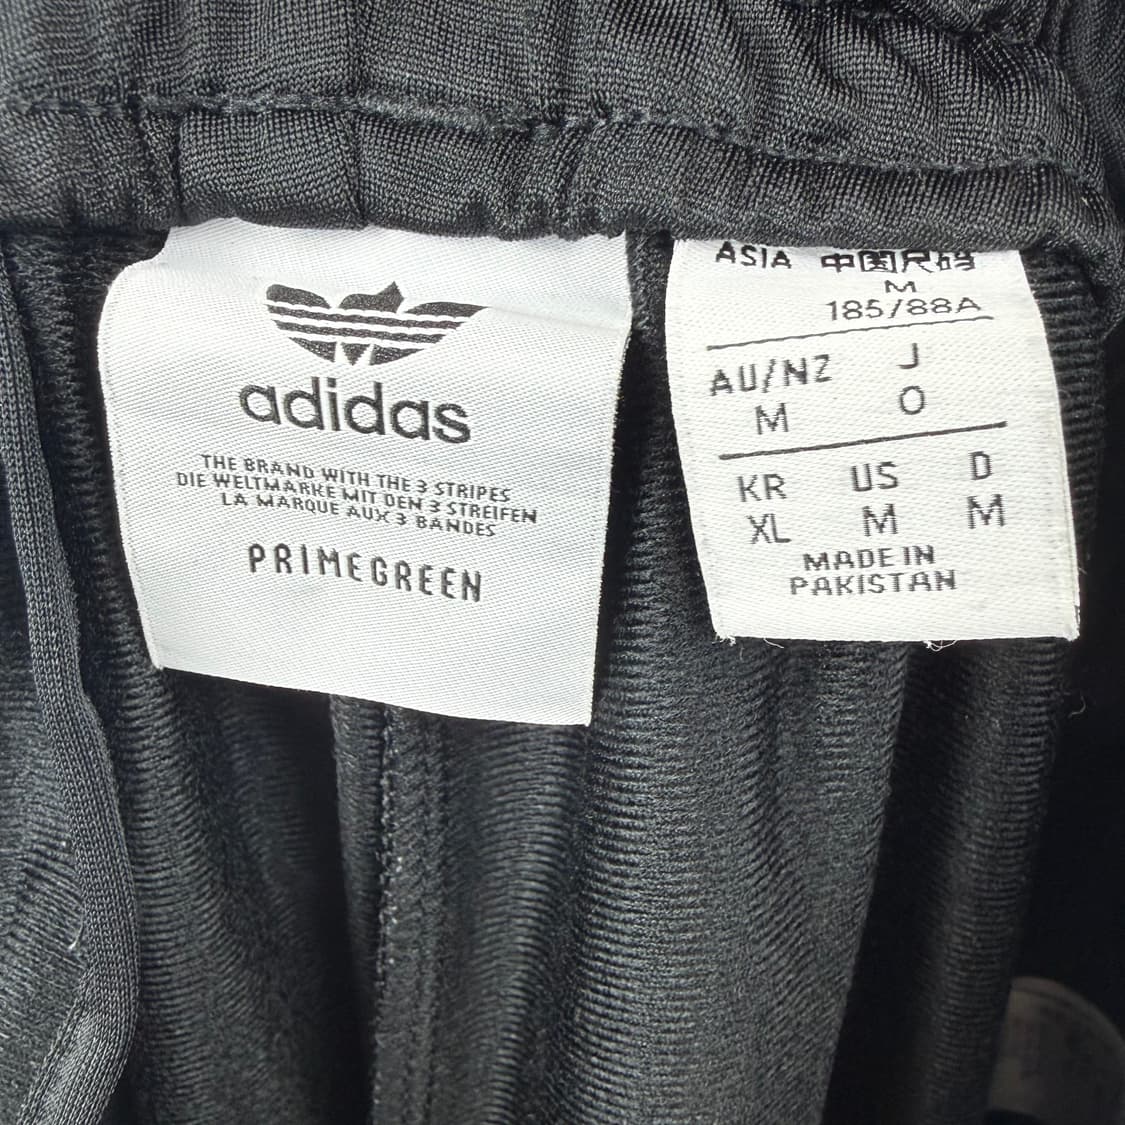 adidas
THE BRAND WITH THE 3 STRIPES
DIE WELTMARKE MIT DEN 3 STREIFEN
LA MARQUE AUX 3 BANDES
PRIMEGREEN
ASIA 中国尺码
M
185/88A
AU/NZ J
M O
KR US D
XL M M
MADE IN
PAKISTAN